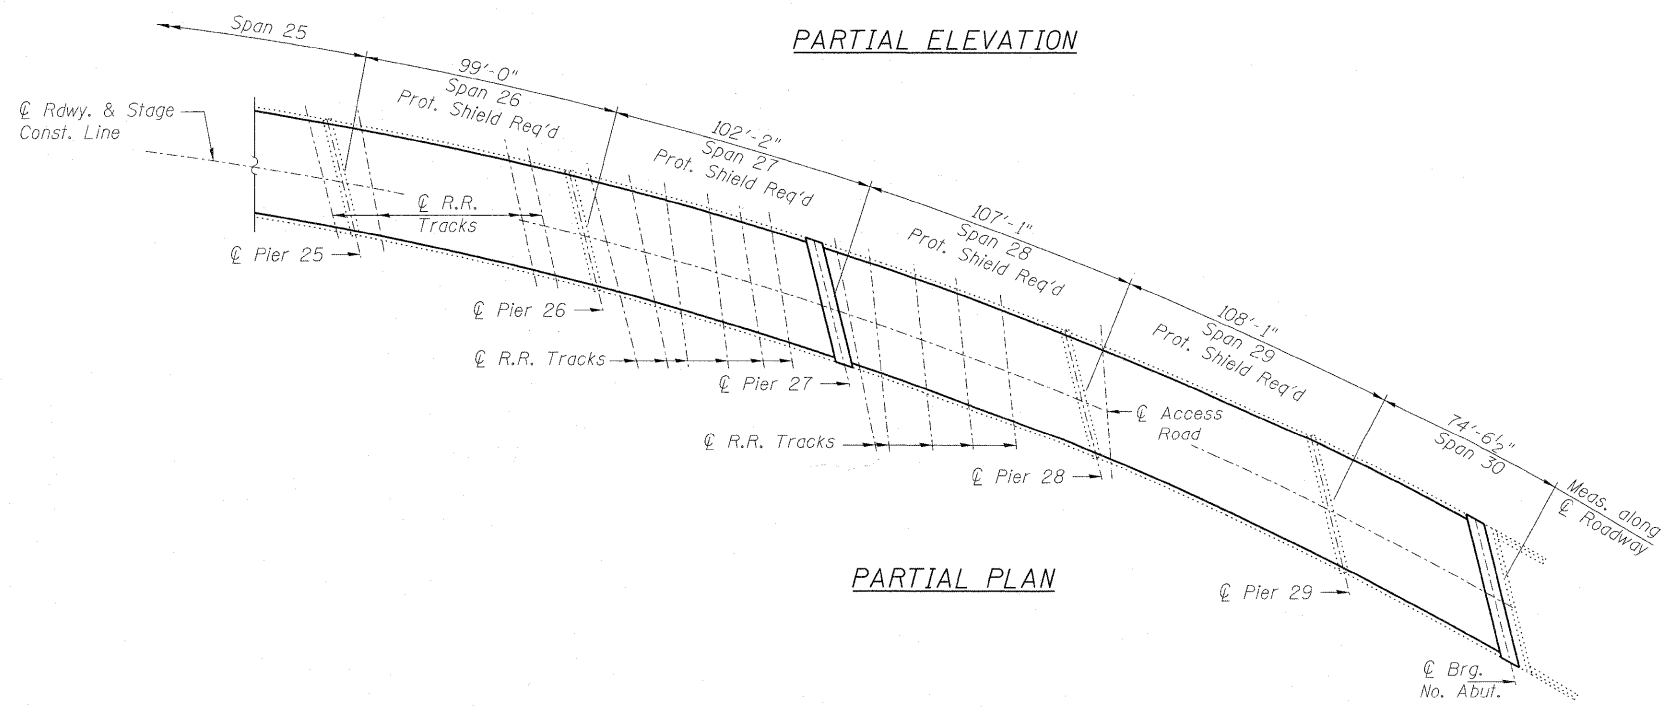 PARTIAL ELEVATION
Span 25
99'-0"
Span 26
Prot. Shield Req'd
102'-2"
Span 27
Prot. Shield Req'd
107'-1"
Span 28
Prot. Shield Req'd
108'-1"
Span 29
Prot. Shield Req'd
74'-6½"
Span 30
Meas. along
℄ Roadway
℄ Rdwy. & Stage
Const. Line
℄ R.R.
Tracks
℄ Pier 25
℄ Pier 26
℄ R.R. Tracks
℄ Pier 27
℄ R.R. Tracks
℄ Access
Road
℄ Pier 28
℄ Pier 29
℄ Brg.
No. Abut.
PARTIAL PLAN